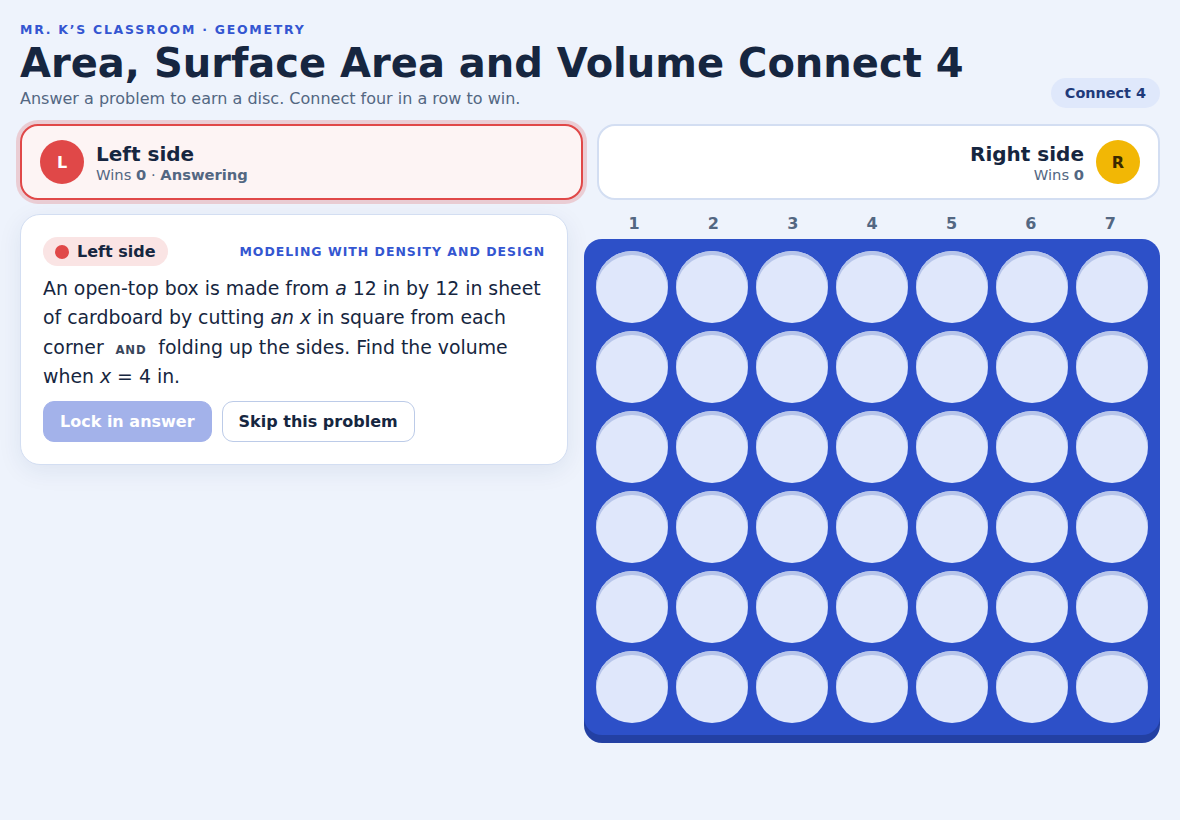 MR. K’S CLASSROOM · GEOMETRY
Area, Surface Area and Volume Connect 4
Answer a problem to earn a disc. Connect four in a row to win.
Connect 4
L
Left side
Wins 0 · Answering
Right side
Wins 0
R
Left side
MODELING WITH DENSITY AND DESIGN
An open-top box is made from a 12 in by 12 in sheet
of cardboard by cutting an x in square from each
corner AND folding up the sides. Find the volume
when x = 4 in.
Lock in answer
Skip this problem
1 2 3 4 5 6 7